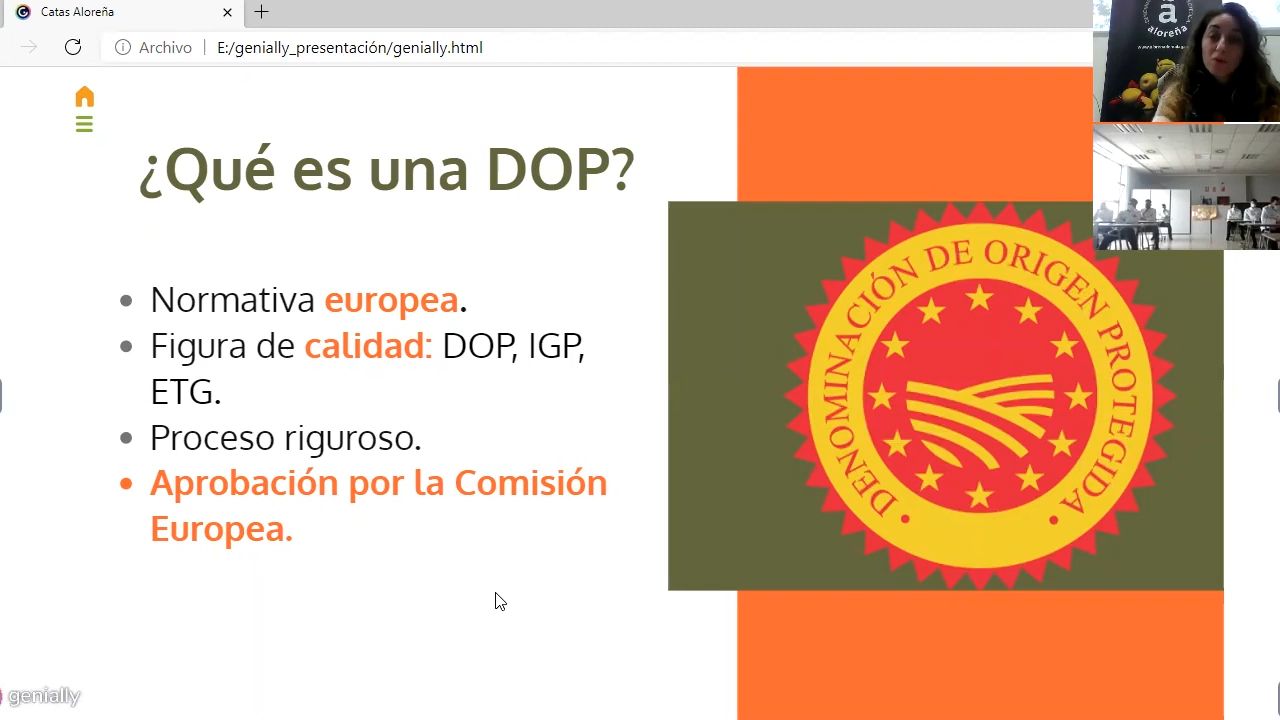 Catas Aloreña
Archivo
E:/genially_presentación/genially.html
a
aloreña
¿Qué es una DOP?
• Normativa europea.
• Figura de calidad: DOP, IGP,
ETG.
• Proceso riguroso.
• Aprobación por la Comisión
Europea.
DENOMINACIÓN DE ORIGEN PROTEGIDA
genially